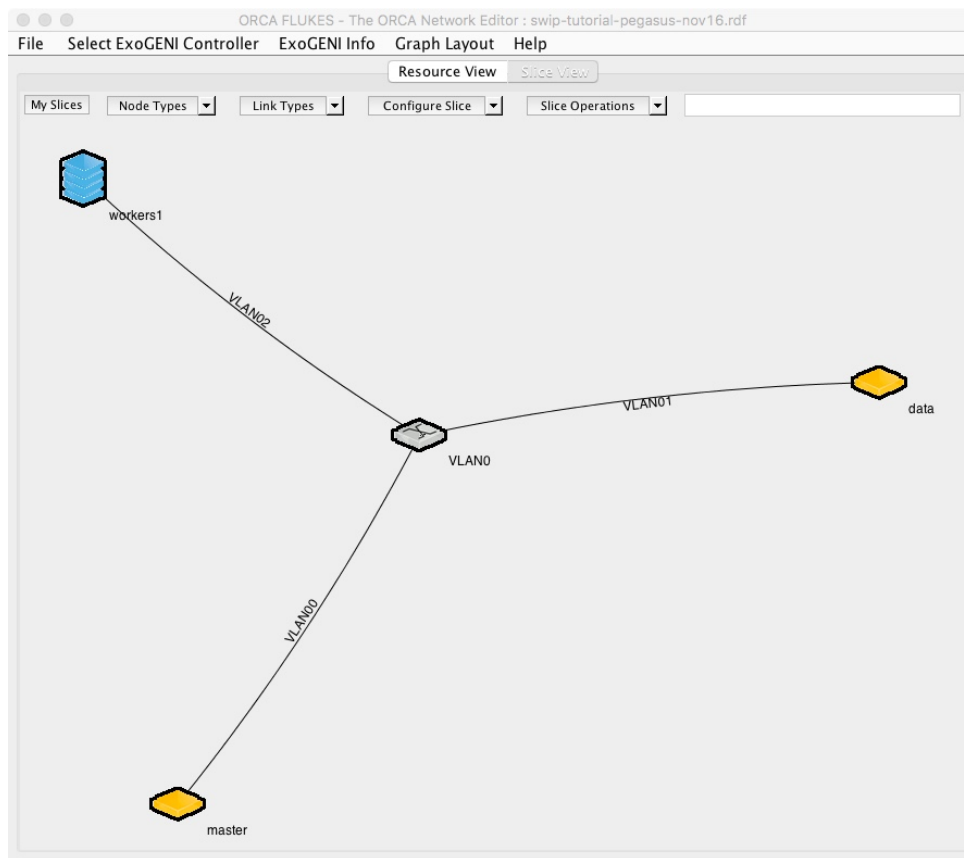 ORCA FLUKES - The ORCA Network Editor : swip-tutorial-pegasus-nov16.rdf
File Select ExoGENI Controller ExoGENI Info Graph Layout Help
Resource View Slice View
My Slices Node Types Link Types Configure Slice Slice Operations
workers1
VLAN02
VLAN01
data
VLAN0
VLAN00
master